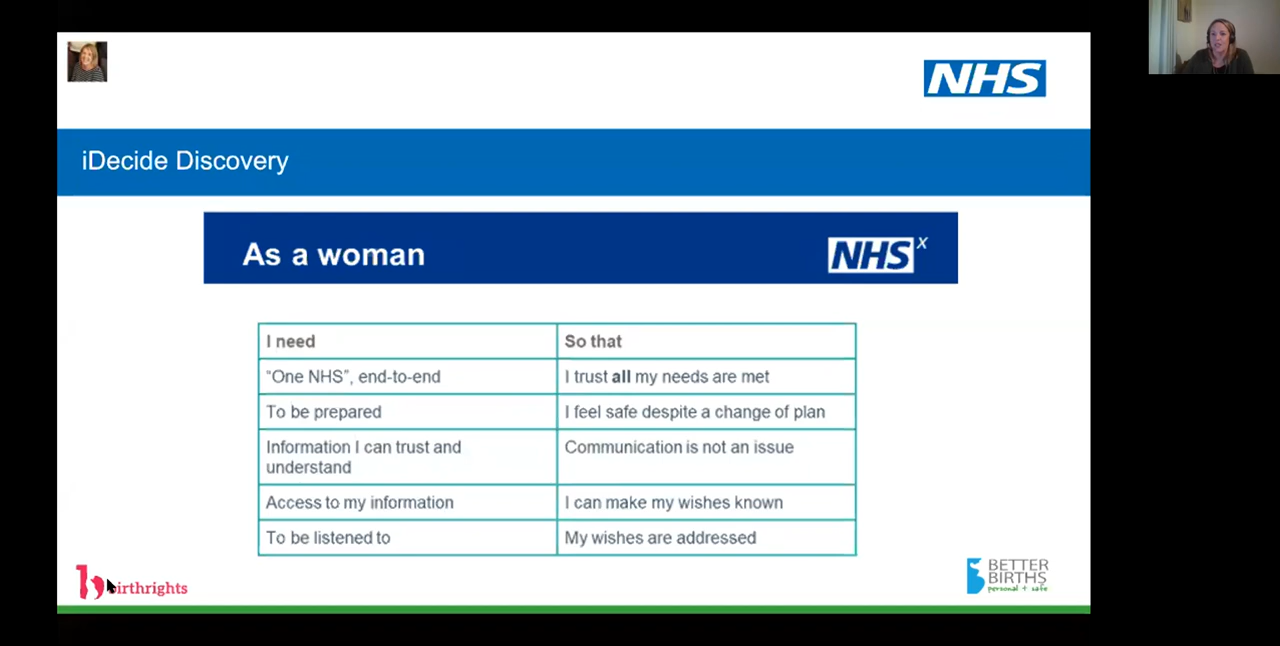 NHS
iDecide Discovery
As a woman
NHS x
I need
So that
“One NHS”, end-to-end
I trust all my needs are met
To be prepared
I feel safe despite a change of plan
Information I can trust and
understand
Communication is not an issue
Access to my information
I can make my wishes known
To be listened to
My wishes are addressed
birthrights
BETTER
BIRTHS
personal + safe